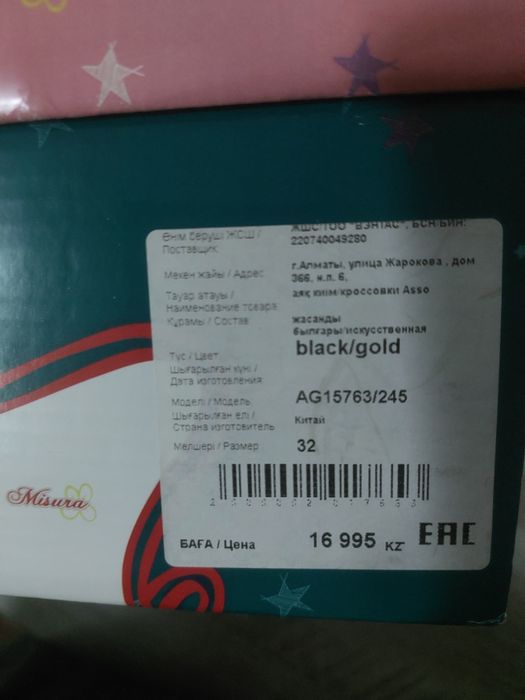 Өнім беруші ЖСШ / ЖШС/ТОО "ВЭНТАС", БСН/БИН:
Поставщик 220740049280
Мекен жайы / Адрес г.Алматы, улица Жарокова , дом
366, н.п. 6,
Тауар атауы / аяқ киім/кроссовки Asso
Наименование товара
Құрамы / Состав жасанды
былғары/искусственная
Түс / Цвет black/gold
Шығарылған күні /
Дата изготовления
Моделі / Модель AG15763/245
Шығарылған елі / Китай
Страна изготовитель
Мөлшері / Размер 32
Misura
БАҒА / Цена 16 995 KZ
EAC